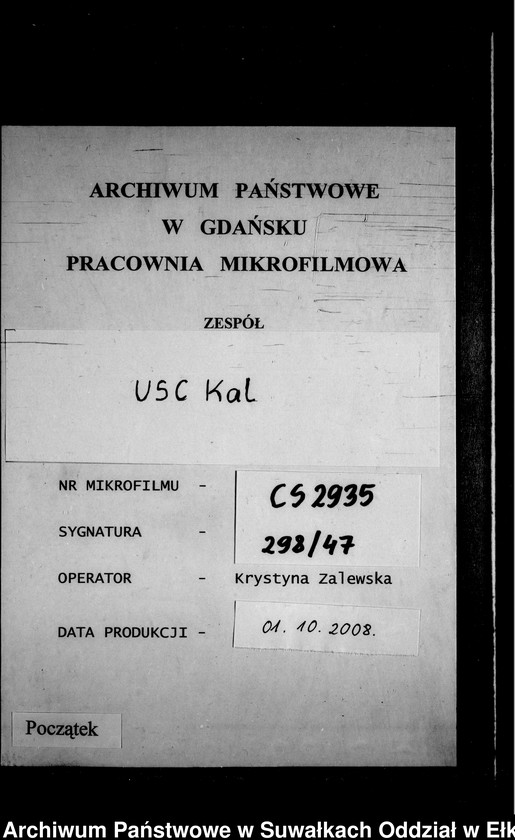 ARCHIWUM PAŃSTWOWE
W GDAŃSKU
PRACOWNIA MIKROFILMOWA
ZESPÓŁ
USC Kal
NR MIKROFILMU - CS 2935
SYGNATURA - 298/47
OPERATOR - Krystyna Zalewska
DATA PRODUKCJI - 01. 10. 2008.
Początek
Archiwum Państwowe w Suwałkach Oddział w Ełk